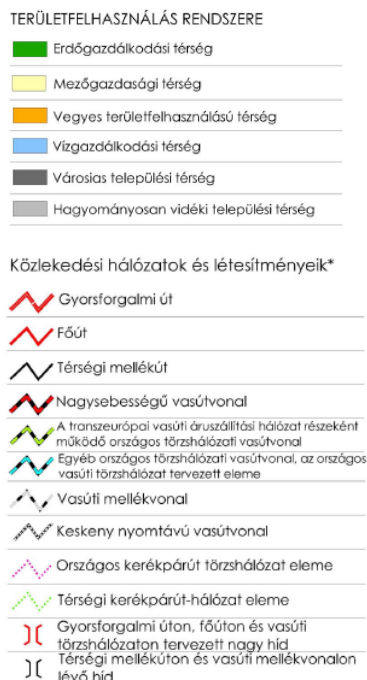 TERÜLETFELHASZNÁLÁS RENDSZERE
Erdőgazdálkodási térség
Mezőgazdasági térség
Vegyes területfelhasználású térség
Vízgazdálkodási térség
Városias települési térség
Hagyományosan vidéki települési térség
Közlekedési hálózatok és létesítményeik*
Gyorsforgalmi út
Főút
Térségi mellékút
Nagysebességű vasútvonal
A transzeurópai vasúti áruszállítási hálózat részeként
működő országos törzshálózati vasútvonal
Egyéb országos törzshálózati vasútvonal, az országos
vasúti törzshálózat tervezett eleme
Vasúti mellékvonal
Keskeny nyomtávú vasútvonal
Országos kerékpárút törzshálózat eleme
Térségi kerékpárút-hálózat eleme
Gyorsforgalmi úton, főúton és vasúti
törzshálózaton tervezett nagy híd
Térségi mellékúton és vasúti mellékvonalon
lévő híd